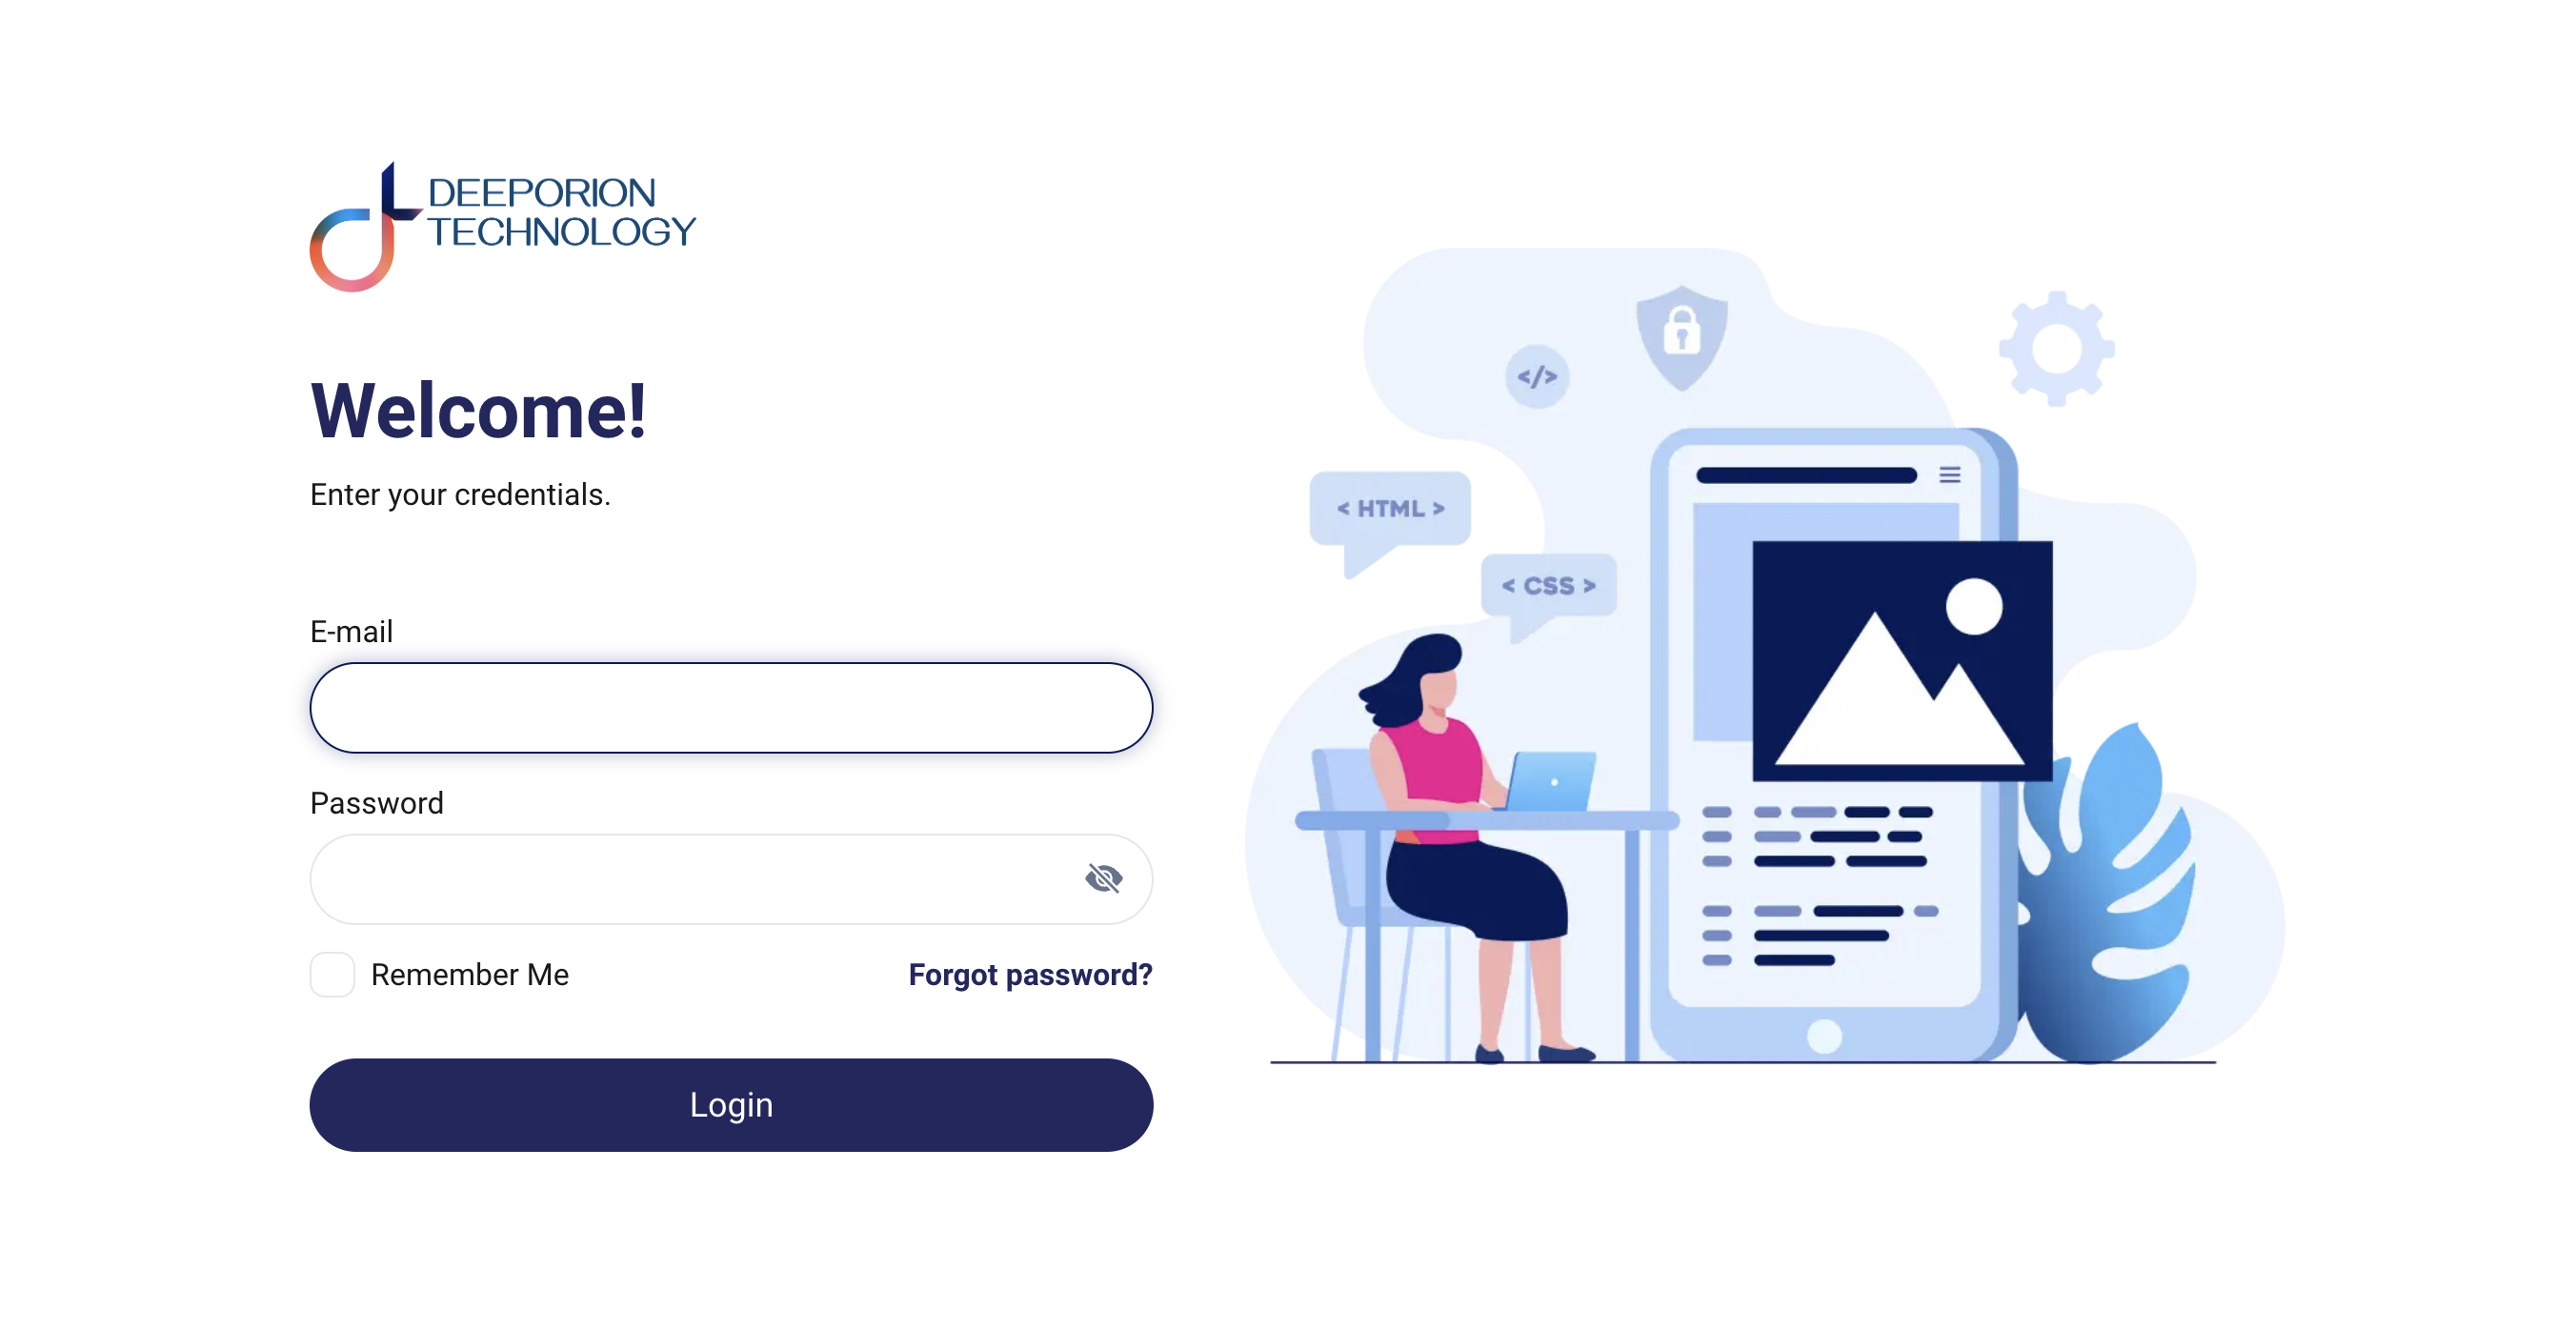 DEEPORION
TECHNOLOGY
Welcome!
Enter your credentials.
E-mail
Password
Remember Me
Forgot password?
Login
</>
< HTML >
< CSS >